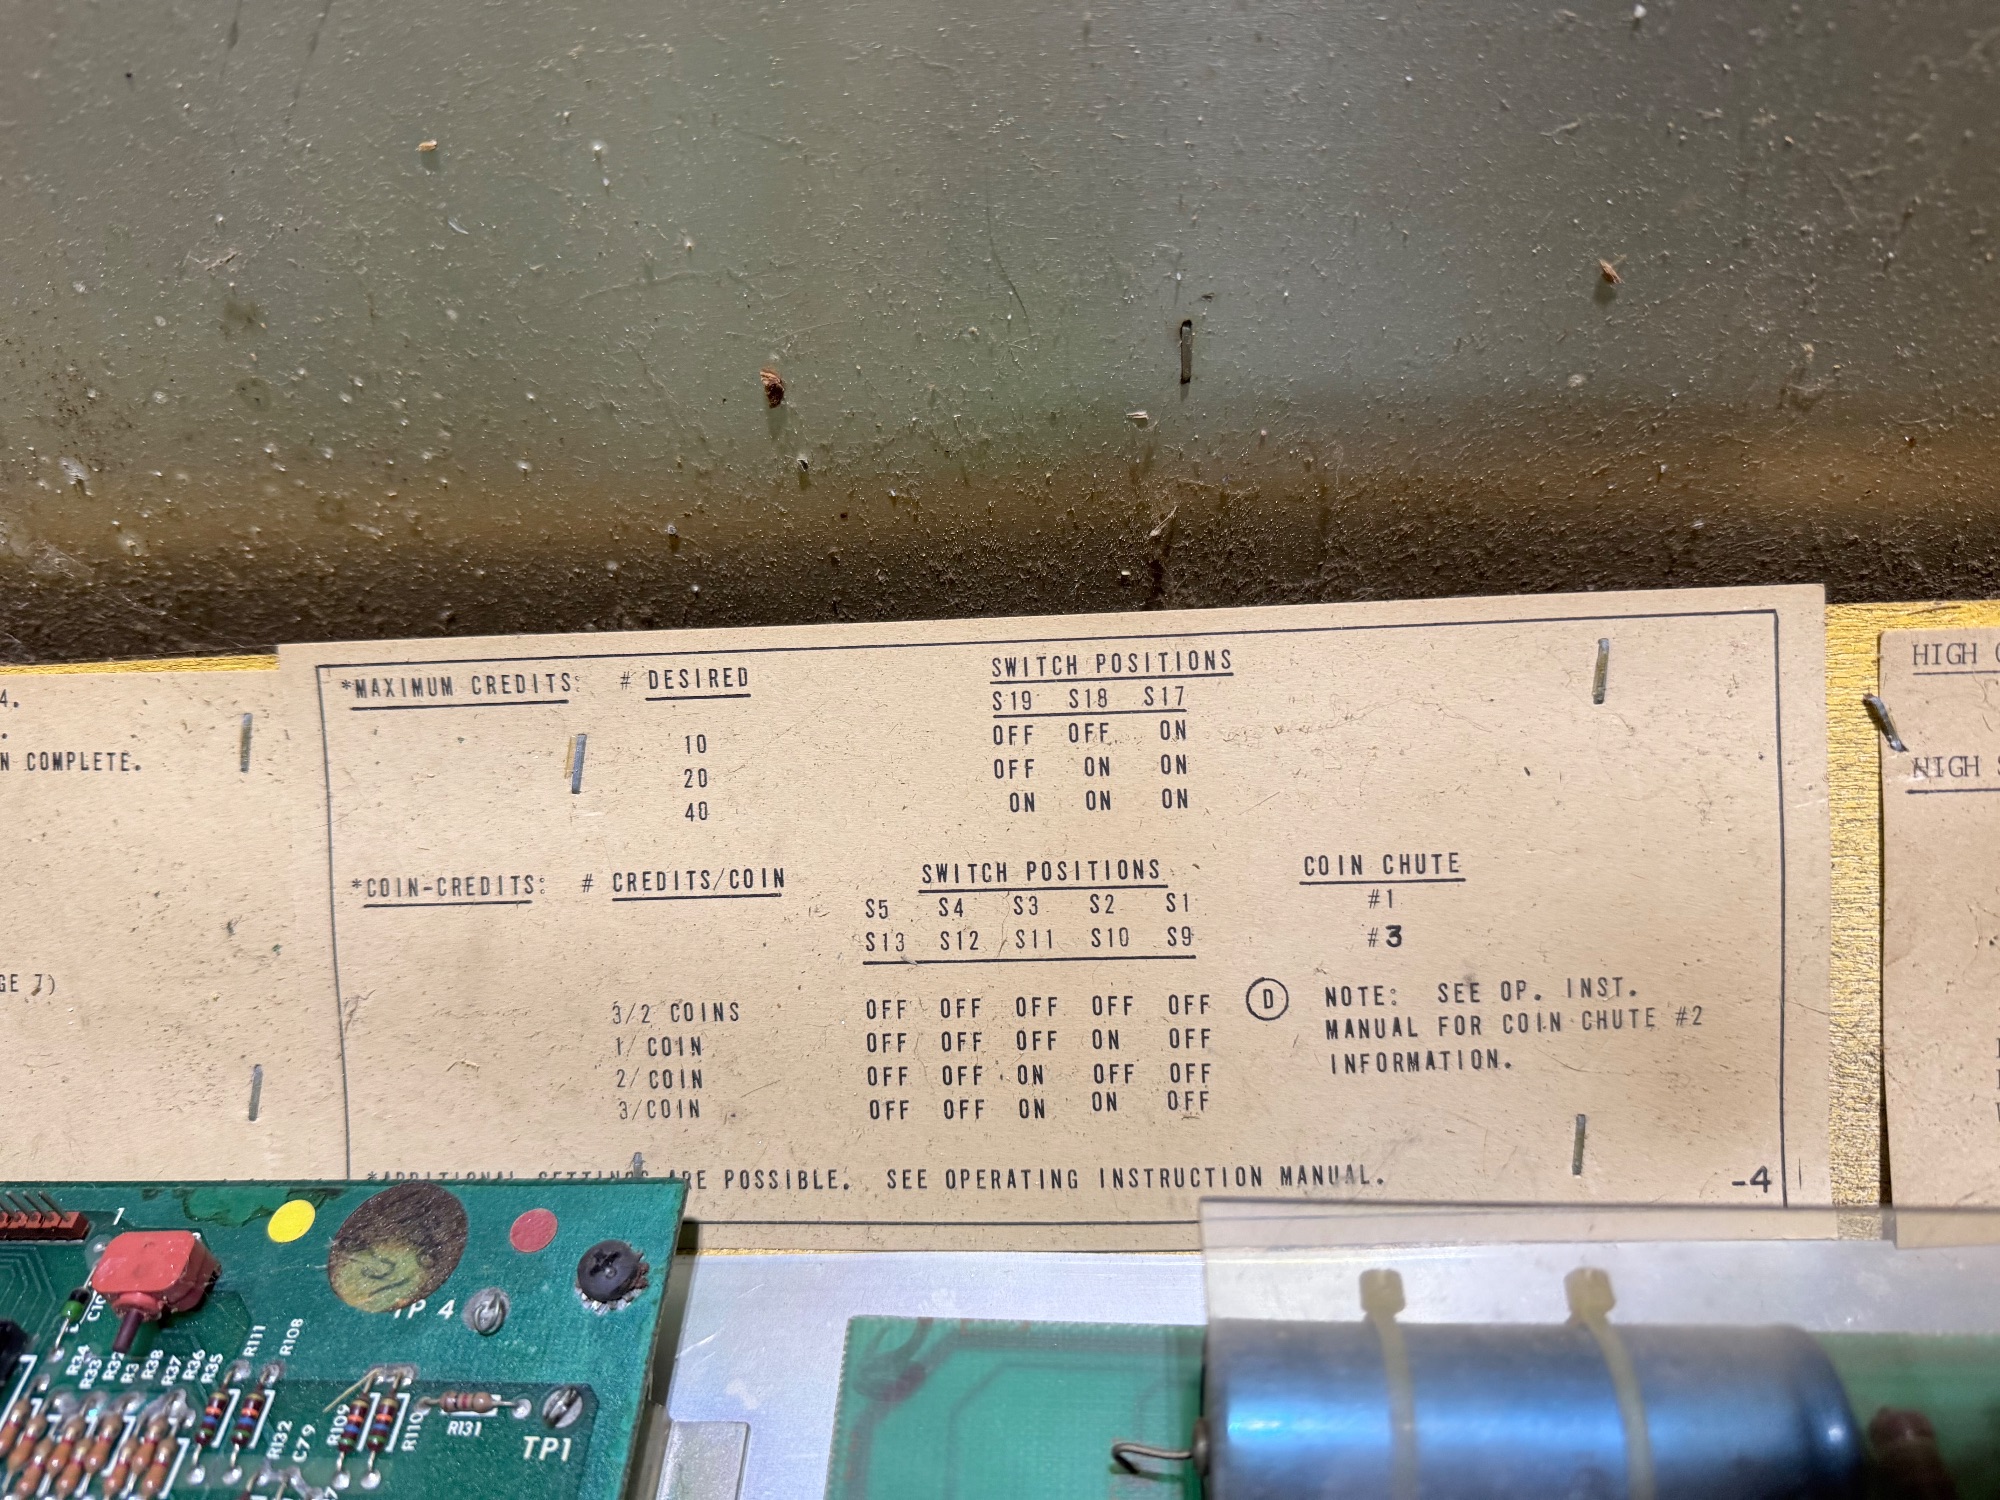 4.
N COMPLETE.
GE 7)
*MAXIMUM CREDITS: # DESIRED SWITCH POSITIONS
S19 S18 S17
10 OFF OFF ON
20 OFF ON ON
40 ON ON ON
*COIN-CREDITS: # CREDITS/COIN SWITCH POSITIONS COIN CHUTE
S5 S4 S3 S2 S1 #1
S13 S12 S11 S10 S9 #3
3/2 COINS OFF OFF OFF OFF OFF
1/ COIN OFF OFF OFF ON OFF
2/ COIN OFF OFF ON OFF OFF
3/COIN OFF OFF ON ON OFF
D NOTE: SEE OP. INST.
MANUAL FOR COIN CHUTE #2
INFORMATION.
*ADDITIONAL SETTINGS ARE POSSIBLE. SEE OPERATING INSTRUCTION MANUAL.
-4
HIGH
HIGH
1
TP 4
R34
R33
R38
R37
R36
R35
R111
R108
R132
C79
R109
R110
R131
TP1